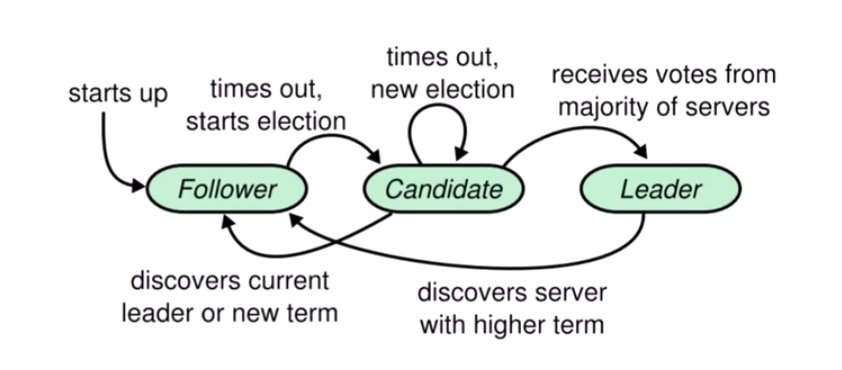 starts up
times out,
starts election
times out,
new election
receives votes from
majority of servers
Follower
Candidate
Leader
discovers current
leader or new term
discovers server
with higher term